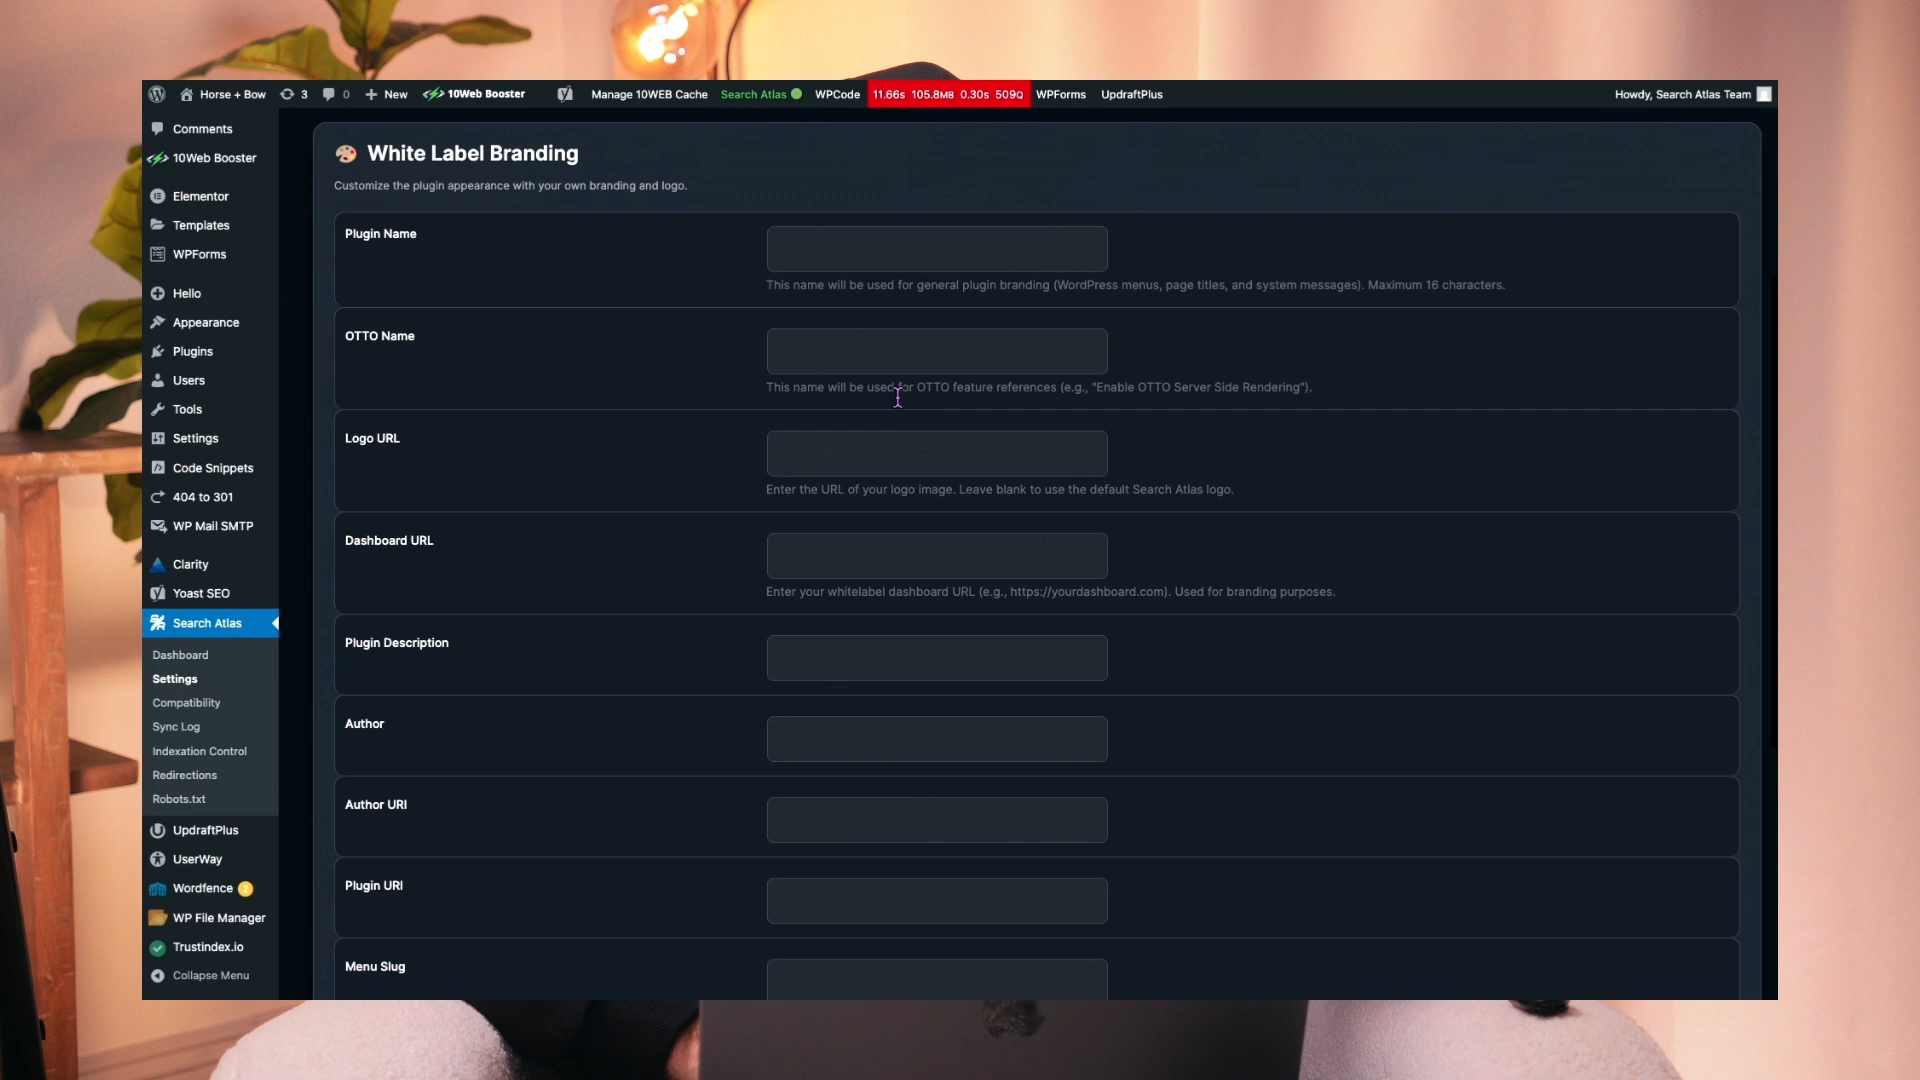 Horse + Bow 3 0 New 10Web Booster Manage 10WEB Cache Search Atlas WPCode 11.66s 105.8MB 0.30s 509Q WPForms UpdraftPlus Howdy, Search Atlas Team
Comments
10Web Booster
Elementor
Templates
WPForms
Hello
Appearance
Plugins
Users
Tools
Settings
Code Snippets
404 to 301
WP Mail SMTP
Clarity
Yoast SEO
Search Atlas
Dashboard
Settings
Compatibility
Sync Log
Indexation Control
Redirections
Robots.txt
UpdraftPlus
UserWay
Wordfence 2
WP File Manager
Trustindex.io
Collapse Menu
White Label Branding
Customize the plugin appearance with your own branding and logo.
Plugin Name
This name will be used for general plugin branding (WordPress menus, page titles, and system messages). Maximum 16 characters.
OTTO Name
This name will be used for OTTO feature references (e.g., "Enable OTTO Server Side Rendering").
Logo URL
Enter the URL of your logo image. Leave blank to use the default Search Atlas logo.
Dashboard URL
Enter your whitelabel dashboard URL (e.g., https://yourdashboard.com). Used for branding purposes.
Plugin Description
Author
Author URI
Plugin URI
Menu Slug